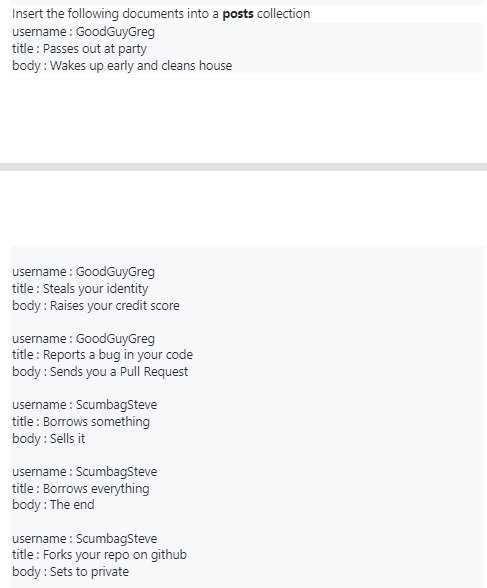 Insert the following documents into a posts collection
username : GoodGuyGreg
title : Passes out at party
body : Wakes up early and cleans house
username : GoodGuyGreg
title : Steals your identity
body : Raises your credit score
username : GoodGuyGreg
title : Reports a bug in your code
body : Sends you a Pull Request
username : ScumbagSteve
title : Borrows something
body : Sells it
username : ScumbagSteve
title : Borrows everything
body : The end
username : ScumbagSteve
title : Forks your repo on github
body : Sets to private